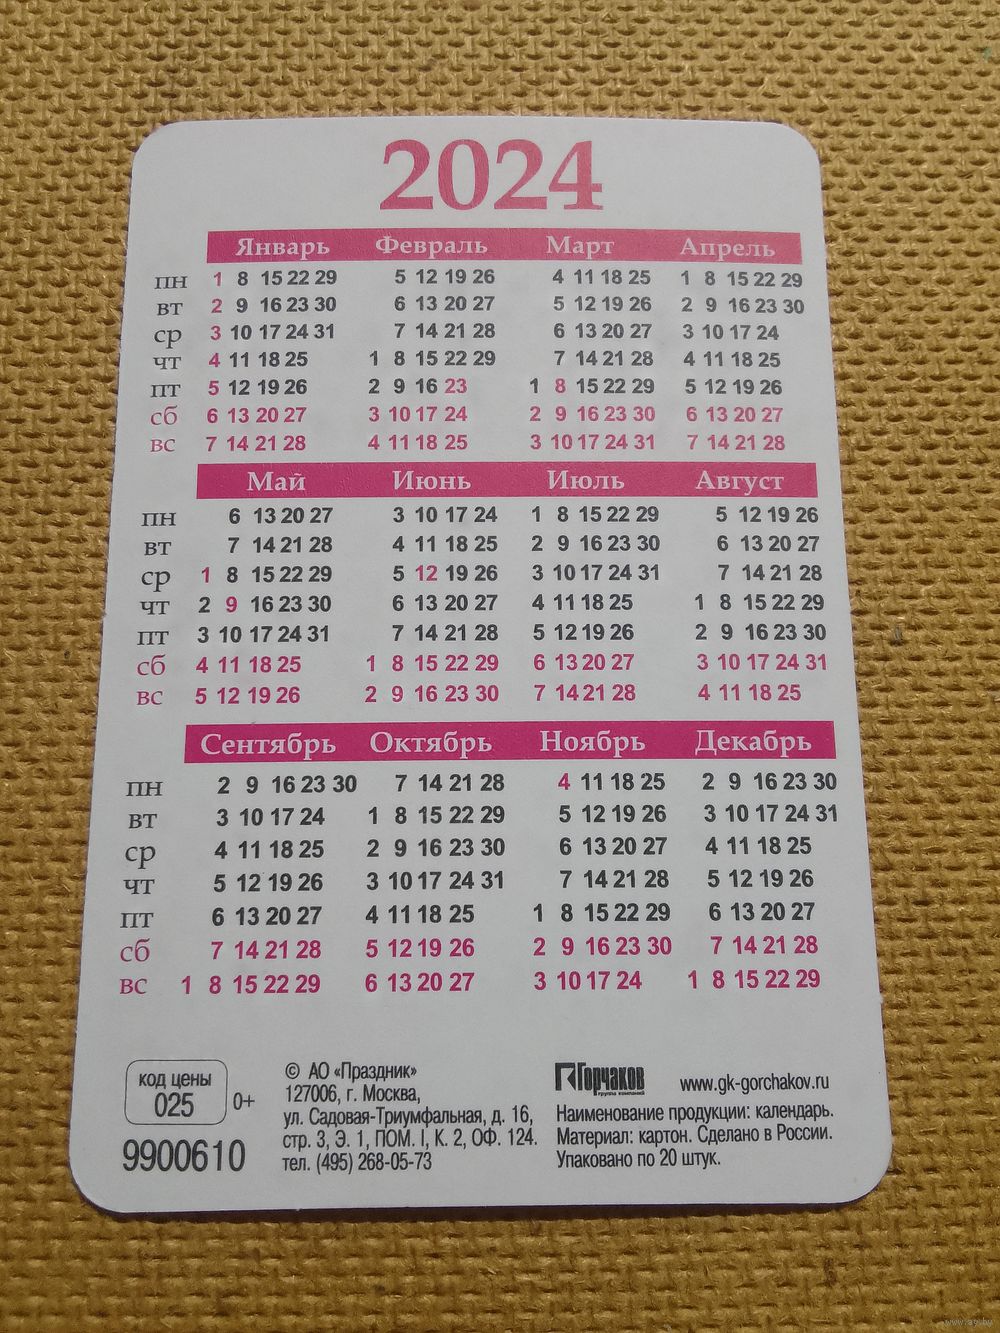 2024
Январь Февраль Март Апрель
пн 1 8 15 22 29 5 12 19 26 4 11 18 25 1 8 15 22 29
вт 2 9 16 23 30 6 13 20 27 5 12 19 26 2 9 16 23 30
ср 3 10 17 24 31 7 14 21 28 6 13 20 27 3 10 17 24
чт 4 11 18 25 1 8 15 22 29 7 14 21 28 4 11 18 25
пт 5 12 19 26 2 9 16 23 1 8 15 22 29 5 12 19 26
сб 6 13 20 27 3 10 17 24 2 9 16 23 30 6 13 20 27
вс 7 14 21 28 4 11 18 25 3 10 17 24 31 7 14 21 28
Май Июнь Июль Август
пн 6 13 20 27 3 10 17 24 1 8 15 22 29 5 12 19 26
вт 7 14 21 28 4 11 18 25 2 9 16 23 30 6 13 20 27
ср 1 8 15 22 29 5 12 19 26 3 10 17 24 31 7 14 21 28
чт 2 9 16 23 30 6 13 20 27 4 11 18 25 1 8 15 22 29
пт 3 10 17 24 31 7 14 21 28 5 12 19 26 2 9 16 23 30
сб 4 11 18 25 1 8 15 22 29 6 13 20 27 3 10 17 24 31
вс 5 12 19 26 2 9 16 23 30 7 14 21 28 4 11 18 25
Сентябрь Октябрь Ноябрь Декабрь
пн 2 9 16 23 30 7 14 21 28 4 11 18 25 2 9 16 23 30
вт 3 10 17 24 1 8 15 22 29 5 12 19 26 3 10 17 24 31
ср 4 11 18 25 2 9 16 23 30 6 13 20 27 4 11 18 25
чт 5 12 19 26 3 10 17 24 31 7 14 21 28 5 12 19 26
пт 6 13 20 27 4 11 18 25 1 8 15 22 29 6 13 20 27
сб 7 14 21 28 5 12 19 26 2 9 16 23 30 7 14 21 28
вс 1 8 15 22 29 6 13 20 27 3 10 17 24 1 8 15 22 29
код цены
025
0+
9900610
© АО «Праздник»
127006, г. Москва,
ул. Садовая-Триумфальная, д. 16,
стр. 3, Э. 1, ПОМ. I, К. 2, ОФ. 124.
тел. (495) 268-05-73
Горчаков www.gk-gorchakov.ru
группа компаний
Наименование продукции: календарь.
Материал: картон. Сделано в России.
Упаковано по 20 штук.
www.ay.by